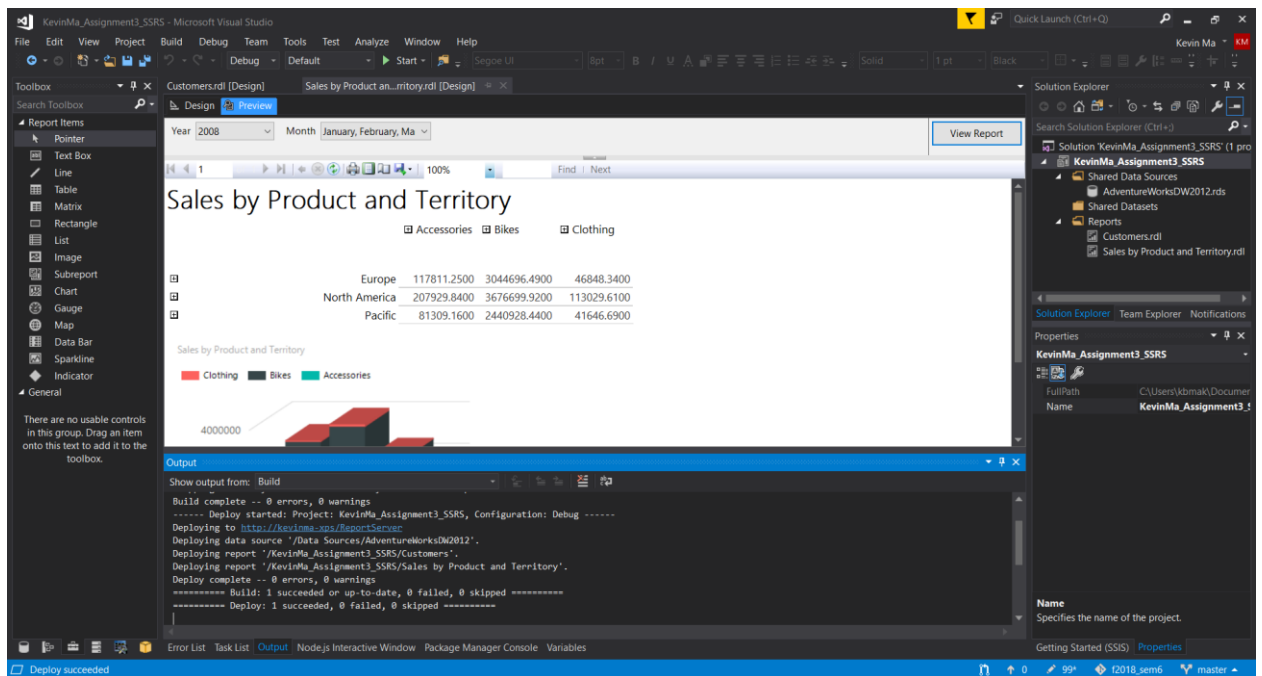 KevinMa_Assignment3_SSRS - Microsoft Visual Studio
Quick Launch (Ctrl+Q)
File Edit View Project Build Debug Team Tools Test Analyze Window Help
Kevin Ma KM
Debug Default Start Segoe UI 8pt B I U A Solid 1 pt Black
Toolbox
Search Toolbox
Report Items
Pointer
Text Box
Line
Table
Matrix
Rectangle
List
Image
Subreport
Chart
Gauge
Map
Data Bar
Sparkline
Indicator
General
There are no usable controls
in this group. Drag an item
onto this text to add it to the
toolbox.
Customers.rdl [Design] Sales by Product an...rritory.rdl [Design]
Design Preview
Year 2008 Month January, February, Ma View Report
1 100% Find | Next
Sales by Product and Territory
Accessories Bikes Clothing
Europe 117811.2500 3044696.4900 46848.3400
North America 207929.8400 3676699.9200 113029.6100
Pacific 81309.1600 2440928.4400 41646.6900
Sales by Product and Territory
Clothing Bikes Accessories
4000000
Output
Show output from: Build
Build complete -- 0 errors, 0 warnings
------ Deploy started: Project: KevinMa_Assignment3_SSRS, Configuration: Debug ------
Deploying to http://kevinma-xps/ReportServer
Deploying data source '/Data Sources/AdventureWorksDW2012'.
Deploying report '/KevinMa_Assignment3_SSRS/Customers'.
Deploying report '/KevinMa_Assignment3_SSRS/Sales by Product and Territory'.
Deploy complete -- 0 errors, 0 warnings
========== Build: 1 succeeded or up-to-date, 0 failed, 0 skipped ==========
========== Deploy: 1 succeeded, 0 failed, 0 skipped ==========
Error List Task List Output Node.js Interactive Window Package Manager Console Variables
Solution Explorer
Search Solution Explorer (Ctrl+;)
Solution 'KevinMa_Assignment3_SSRS' (1 pro
KevinMa_Assignment3_SSRS
Shared Data Sources
AdventureWorksDW2012.rds
Shared Datasets
Reports
Customers.rdl
Sales by Product and Territory.rdl
Solution Explorer Team Explorer Notifications
Properties
KevinMa_Assignment3_SSRS
FullPath C:\Users\kbmak\Documen
Name KevinMa_Assignment3_S
Name
Specifies the name of the project.
Getting Started (SSIS) Properties
Deploy succeeded
0 99+ f2018_sem6 master